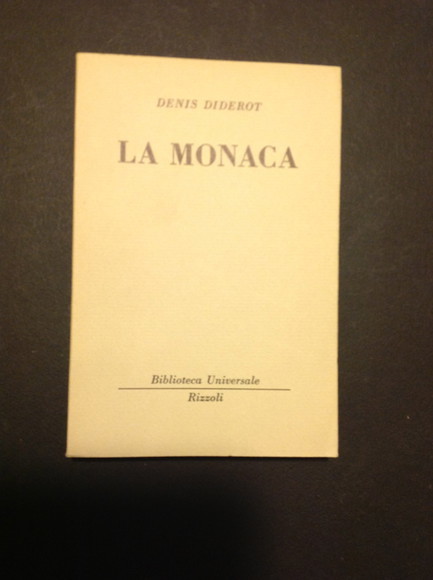 DENIS DIDEROT
LA MONACA
Biblioteca Universale
Rizzoli